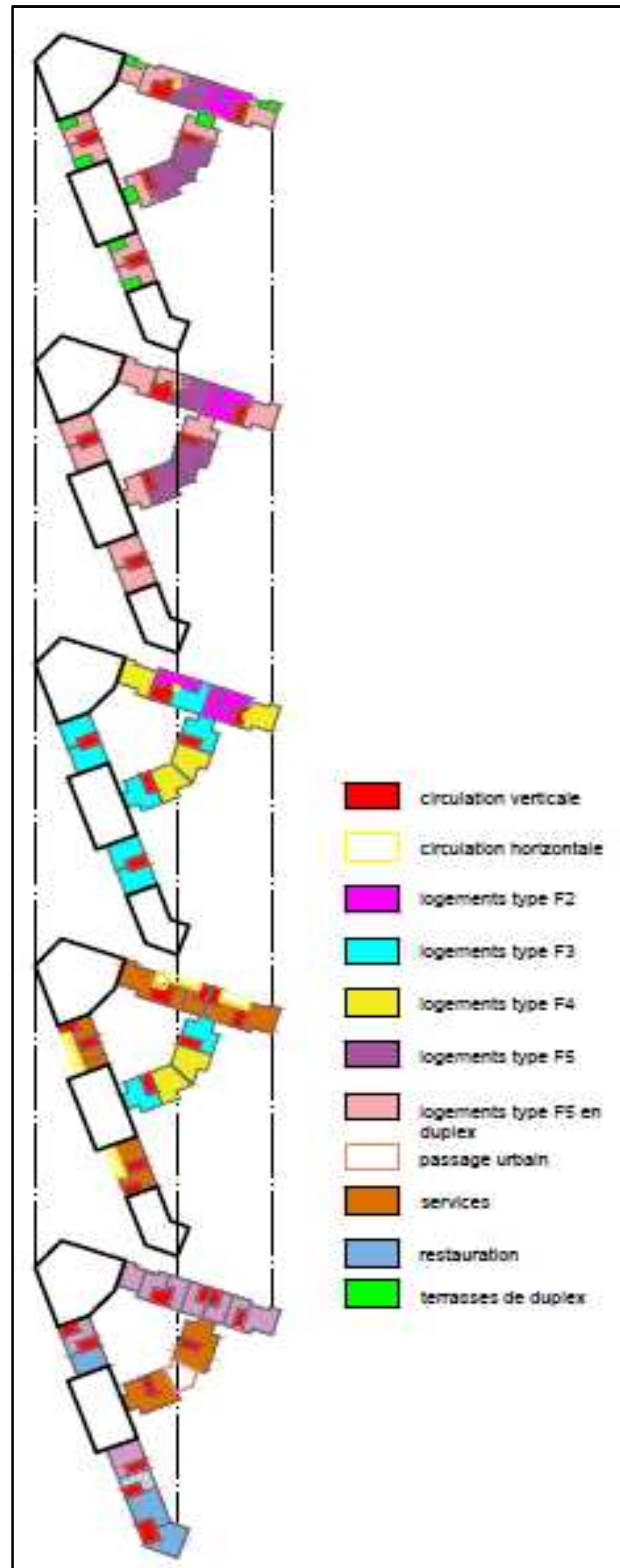 circulation verticale
circulation horizontale
logements type F2
logements type F3
logements type F4
logements type F5
logements type F5 en
duplex
passage urbain
services
restauration
terrasses de duplex